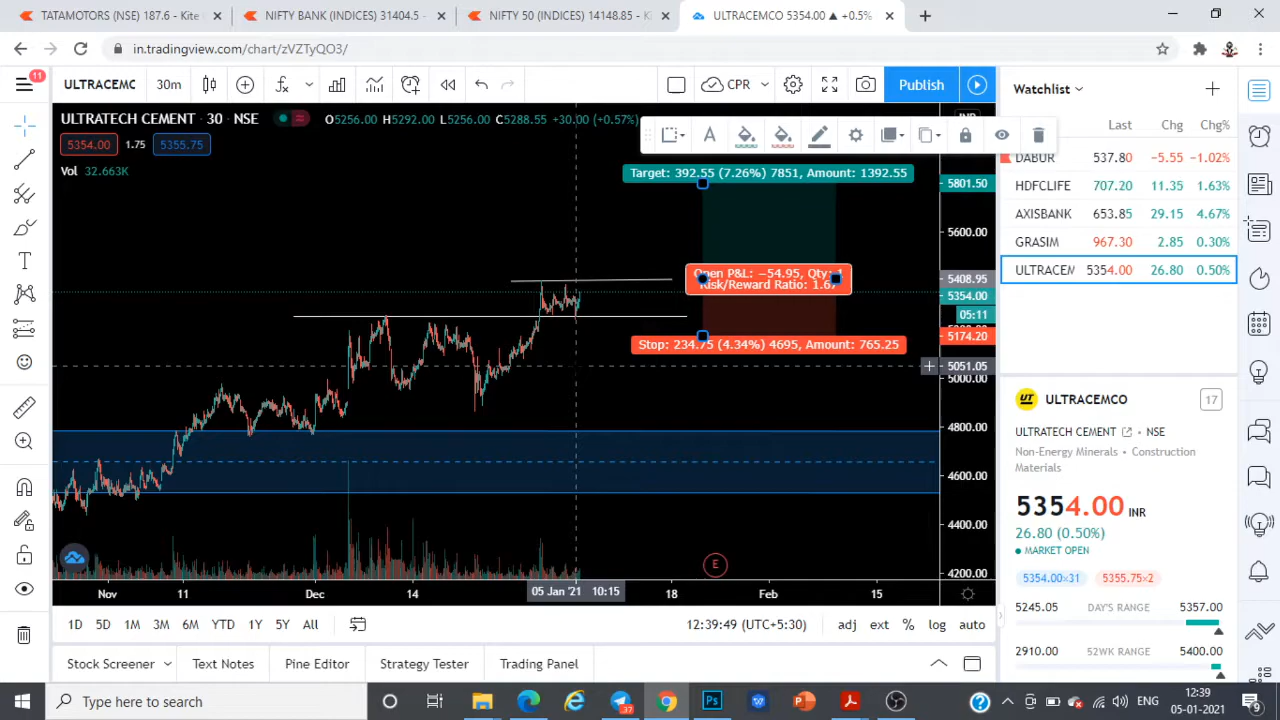 TATAMOTORS (NSE) 187.6 - Kite
NIFTY BANK (INDICES) 31404.5 -
NIFTY 50 (INDICES) 14148.85 - K
ULTRACEMCO 5354.00 ▲ +0.5%
in.tradingview.com/chart/zVZTyQO3/
11
ULTRACEMC
30m
CPR
Publish
ULTRATECH CEMENT · 30 · NSE
O5256.00 H5292.00 L5256.00 C5288.55 +30.00 (+0.57%)
5354.00 1.75 5355.75
Vol 32.663K
Target: 392.55 (7.26%) 7851, Amount: 1392.55
Open P&L: −54.95, Qty: 1
Risk/Reward Ratio: 1.67
Stop: 234.75 (4.34%) 4695, Amount: 765.25
5801.50
5600.00
5408.95
5354.00
05:11
5174.20
5051.05
5000.00
4800.00
4600.00
4400.00
4200.00
E
Nov
11
Dec
14
05 Jan '21 10:15
18
Feb
15
1D 5D 1M 3M 6M YTD 1Y 5Y All
12:39:49 (UTC+5:30)
adj ext % log auto
Stock Screener
Text Notes
Pine Editor
Strategy Tester
Trading Panel
Watchlist
Last Chg Chg%
DABUR 537.80 −5.55 −1.02%
HDFCLIFE 707.20 11.35 1.63%
AXISBANK 653.85 29.15 4.67%
GRASIM 967.30 2.85 0.30%
ULTRACEM 5354.00 26.80 0.50%
UT
ULTRACEMCO
17
ULTRATECH CEMENT · NSE
Non-Energy Minerals • Construction
Materials
5354.00 INR
26.80 (0.50%)
MARKET OPEN
5354.00×31 5355.75×2
5245.05 DAY'S RANGE 5357.00
2910.00 52WK RANGE 5400.00
Type here to search
37
Ps
ENG
12:39
05-01-2021
9